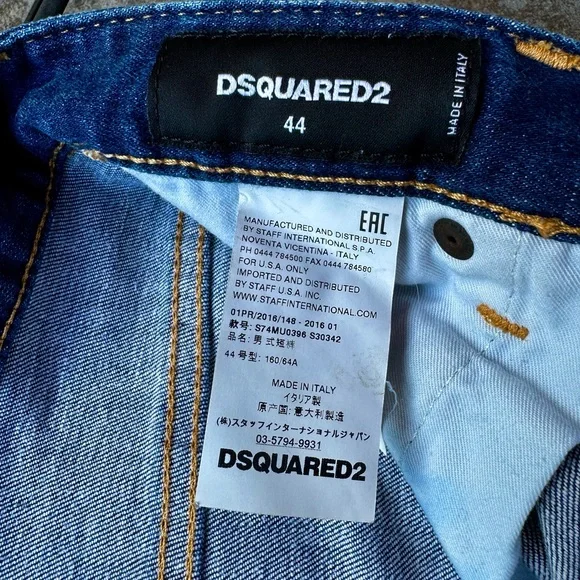 DSQUARED2
44
MADE IN ITALY
EAC
MANUFACTURED AND DISTRIBUTED
BY STAFF INTERNATIONAL S.P.A.
NOVENTA VICENTINA - ITALY
PH 0444 784500 FAX 0444 784580
FOR U.S.A. ONLY
IMPORTED AND DISTRIBUTED
BY STAFF U.S.A. INC.
WWW.STAFFINTERNATIONAL.COM
01PR/2016/148 - 2016 01
款号: S74MU0396 S30342
品名: 男式短裤
44 号型: 160/64A
MADE IN ITALY
イタリア製
原产国: 意大利制造
(株)スタッフインターナショナルジャパン
03-5794-9931
DSQUARED2